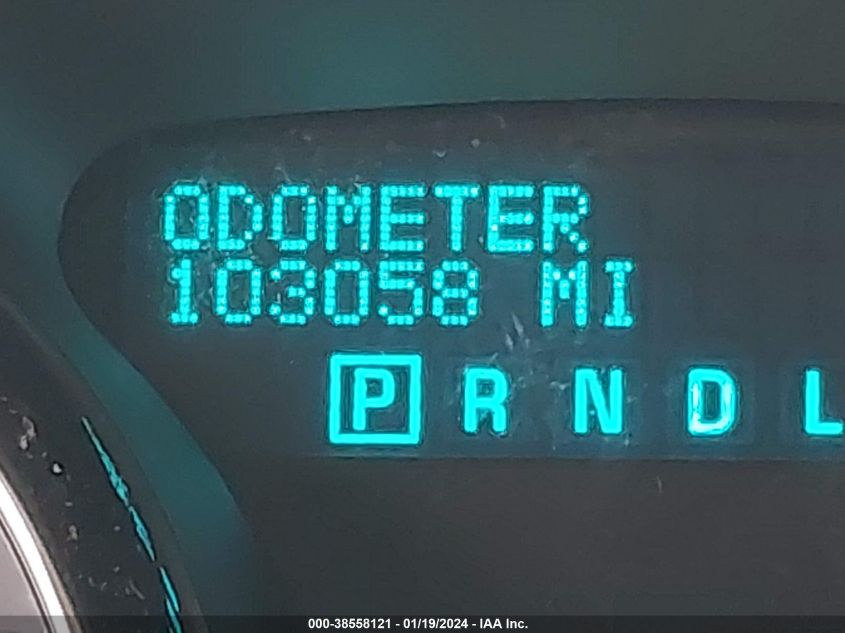 ODOMETER
103058 MI
P R N D L
000-38558121 - 01/19/2024 - IAA Inc.